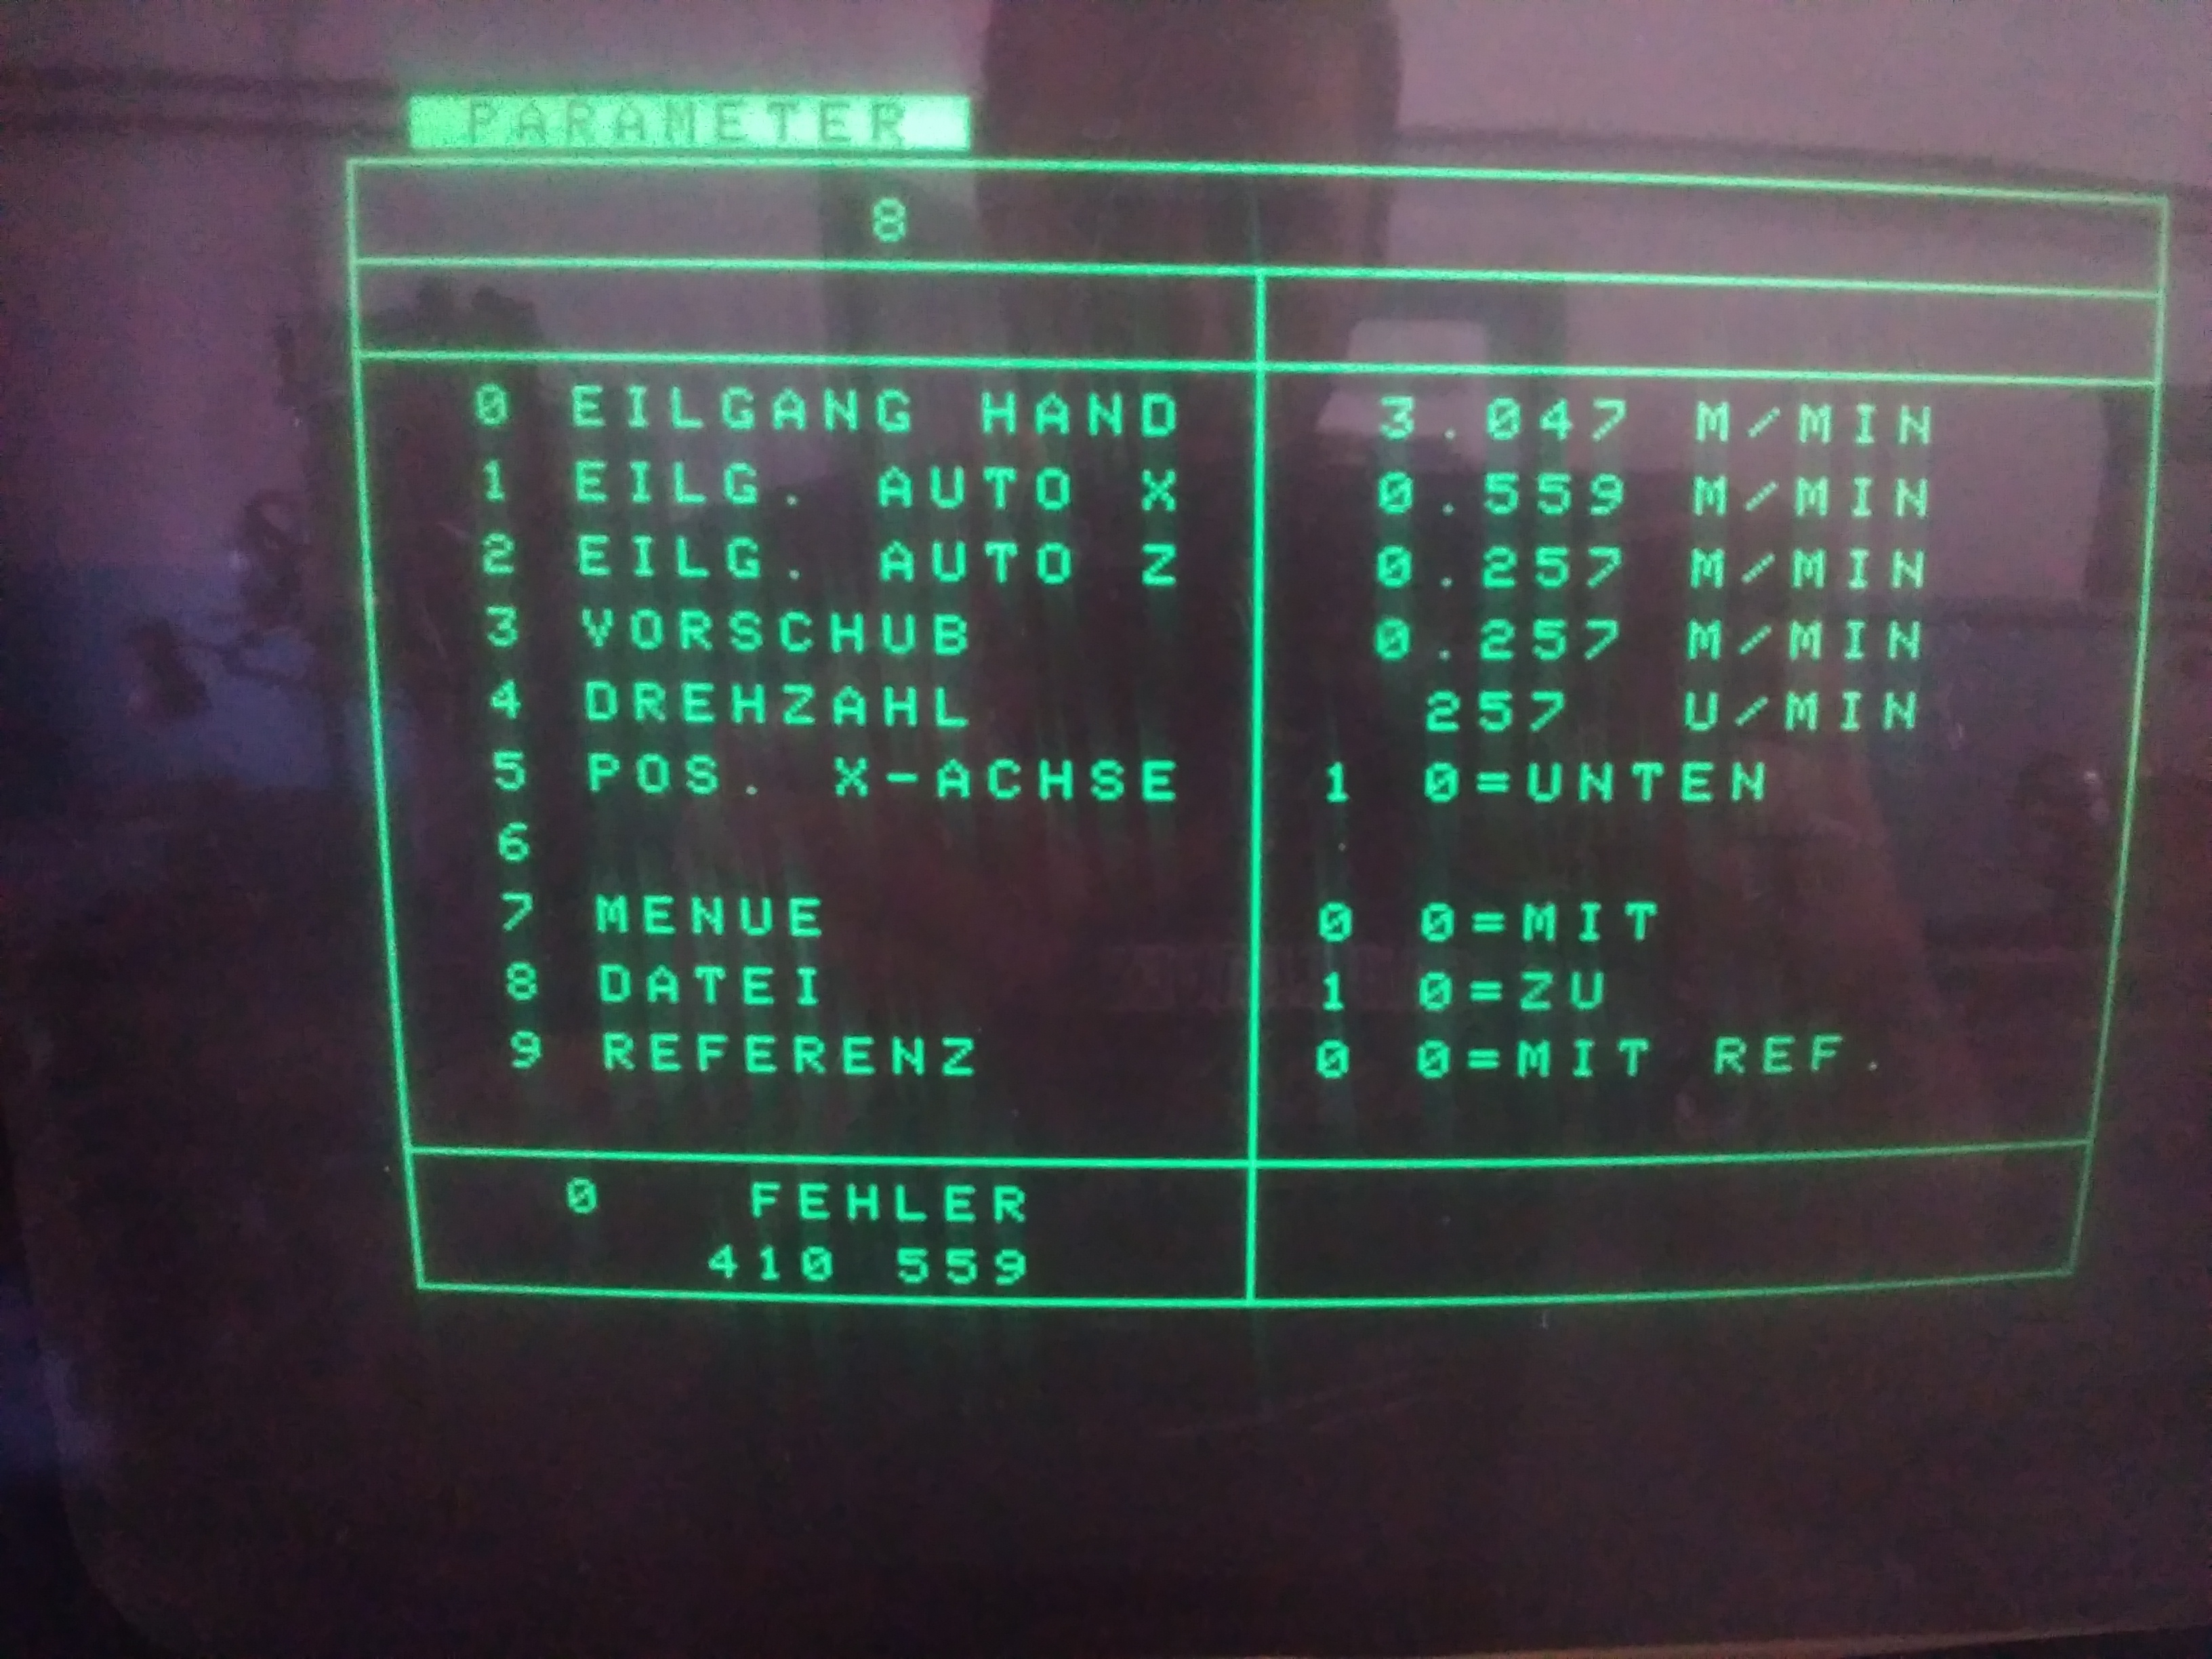 PARAMETER
8
0 EILGANG HAND 3.047 M/MIN
1 EILG. AUTO X 0.559 M/MIN
2 EILG. AUTO Z 0.257 M/MIN
3 VORSCHUB 0.257 M/MIN
4 DREHZAHL 257 U/MIN
5 POS. X-ACHSE 1 0=UNTEN
6
7 MENUE 0 0=MIT
8 DATEI 1 0=ZU
9 REFERENZ 0 0=MIT REF.
0 FEHLER
410 559